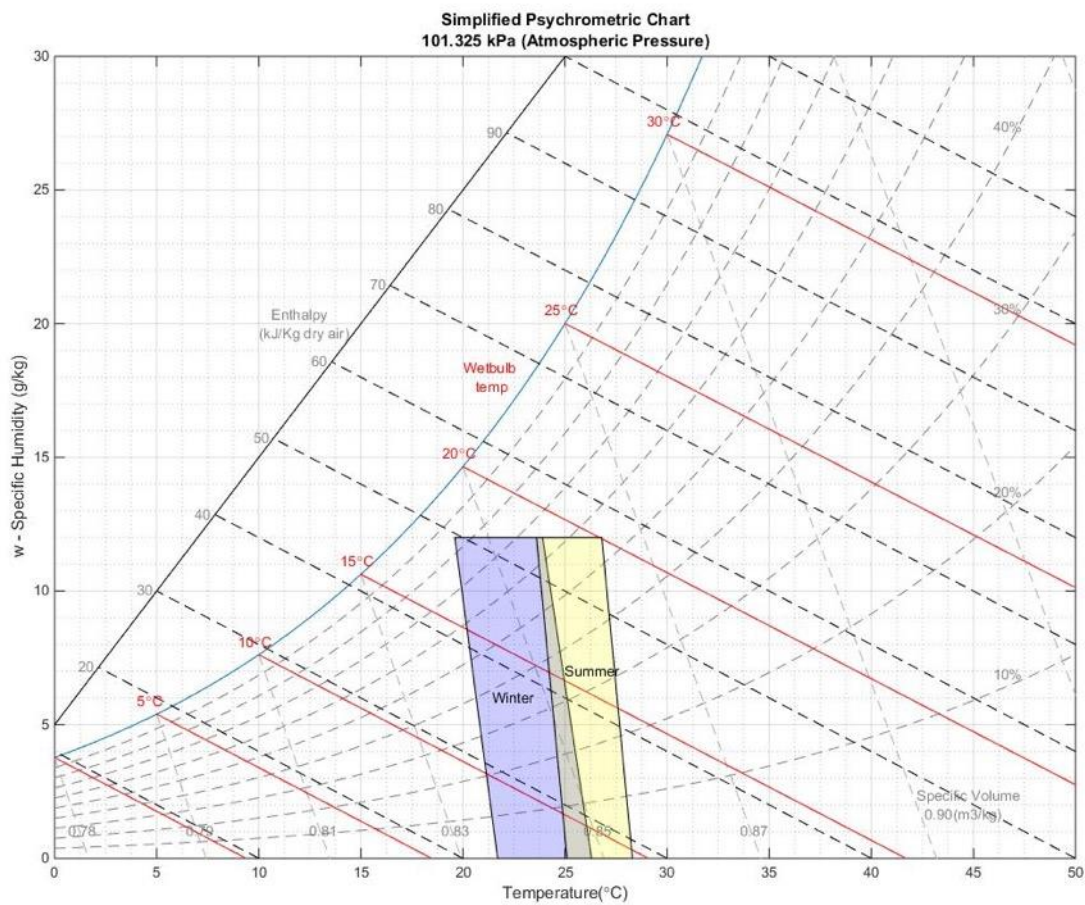 Simplified Psychrometric Chart
101.325 kPa (Atmospheric Pressure)
30
25
20
15
10
5
0
w - Specific Humidity (g/kg)
90
80
70
60
50
40
30
20
Enthalpy
(kJ/Kg dry air)
Wetbulb
temp
30°C
25°C
20°C
15°C
10°C
5°C
40%
30%
20%
10%
Winter
Summer
Specific Volume
0.90(m3/kg)
0.78
0.79
0.81
0.83
0.85
0.87
0
5
10
15
20
25
30
35
40
45
50
Temperature(°C)